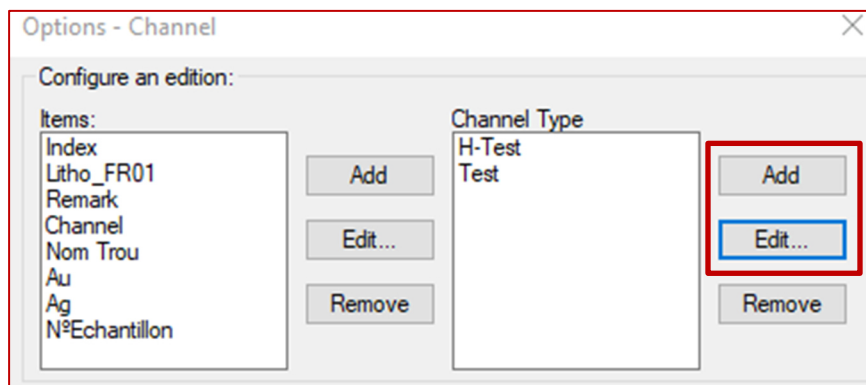 Options - Channel
Configure an edition:
Items:
Index
Litho_FR01
Remark
Channel
Nom Trou
Au
Ag
NºEchantillon
Add
Edit...
Remove
Channel Type
H-Test
Test
Add
Edit...
Remove